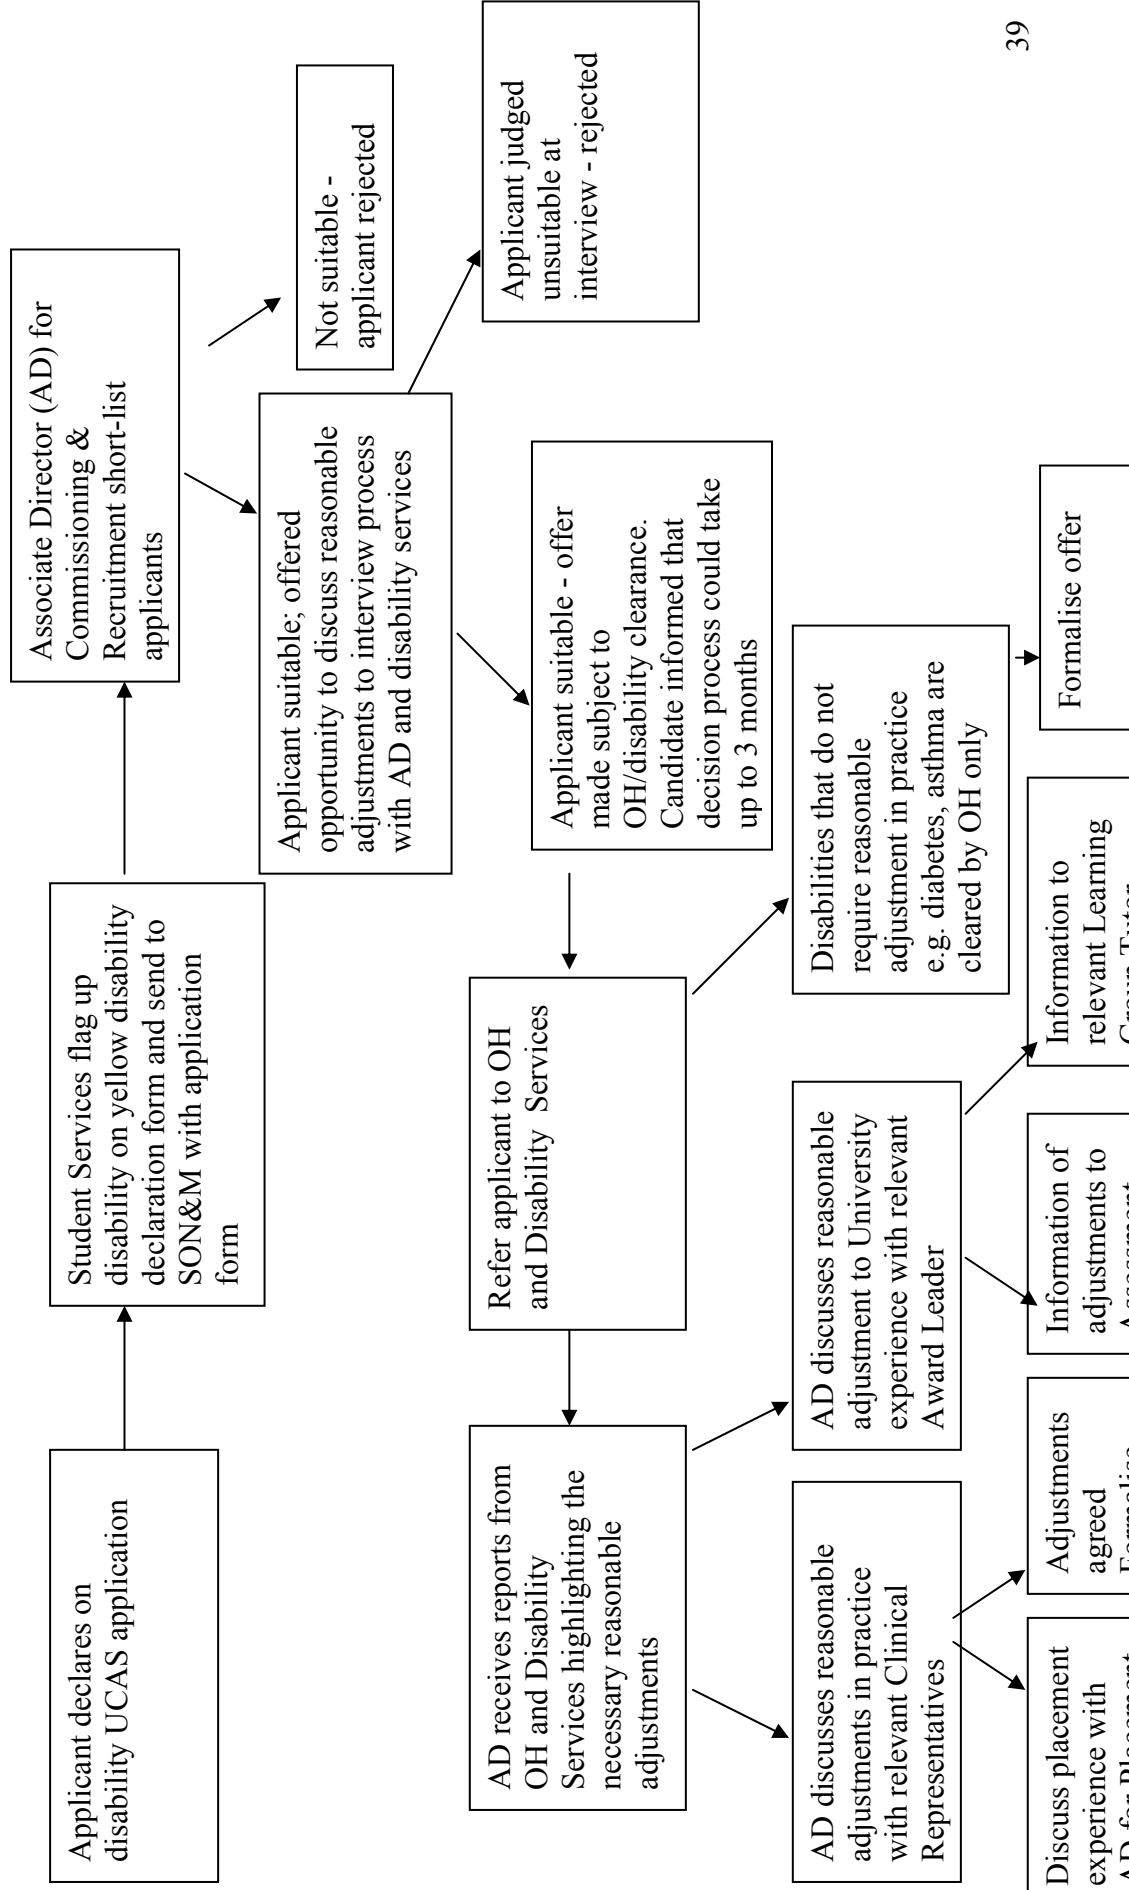 Applicant declares on
disability UCAS application
Student Services flag up
disability on yellow disability
declaration form and send to
SON&M with application
form
Associate Director (AD) for
Commissioning &
Recruitment short-list
applicants
Not suitable -
applicant rejected
Applicant suitable; offered
opportunity to discuss reasonable
adjustments to interview process
with AD and disability services
Applicant judged
unsuitable at
interview - rejected
Applicant suitable - offer
made subject to
OH/disability clearance.
Candidate informed that
decision process could take
up to 3 months
Refer applicant to OH
and Disability Services
AD receives reports from
OH and Disability
Services highlighting the
necessary reasonable
adjustments
AD discusses reasonable
adjustments in practice
with relevant Clinical
Representatives
AD discusses reasonable
adjustment to University
experience with relevant
Award Leader
Disabilities that do not
require reasonable
adjustment in practice
e.g. diabetes, asthma are
cleared by OH only
Discuss placement
experience with
AD for Placement
Adjustments
agreed
Formalise
Information of
adjustments to
Assessment
Information to
relevant Learning
Group Tutor
Formalise offer
39